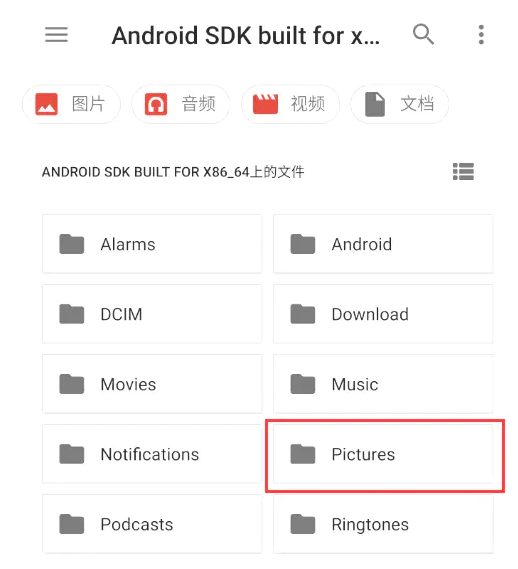 Android SDK built for x...
图片 音频 视频 文档
ANDROID SDK BUILT FOR X86_64上的文件
Alarms Android
DCIM Download
Movies Music
Notifications Pictures
Podcasts Ringtones